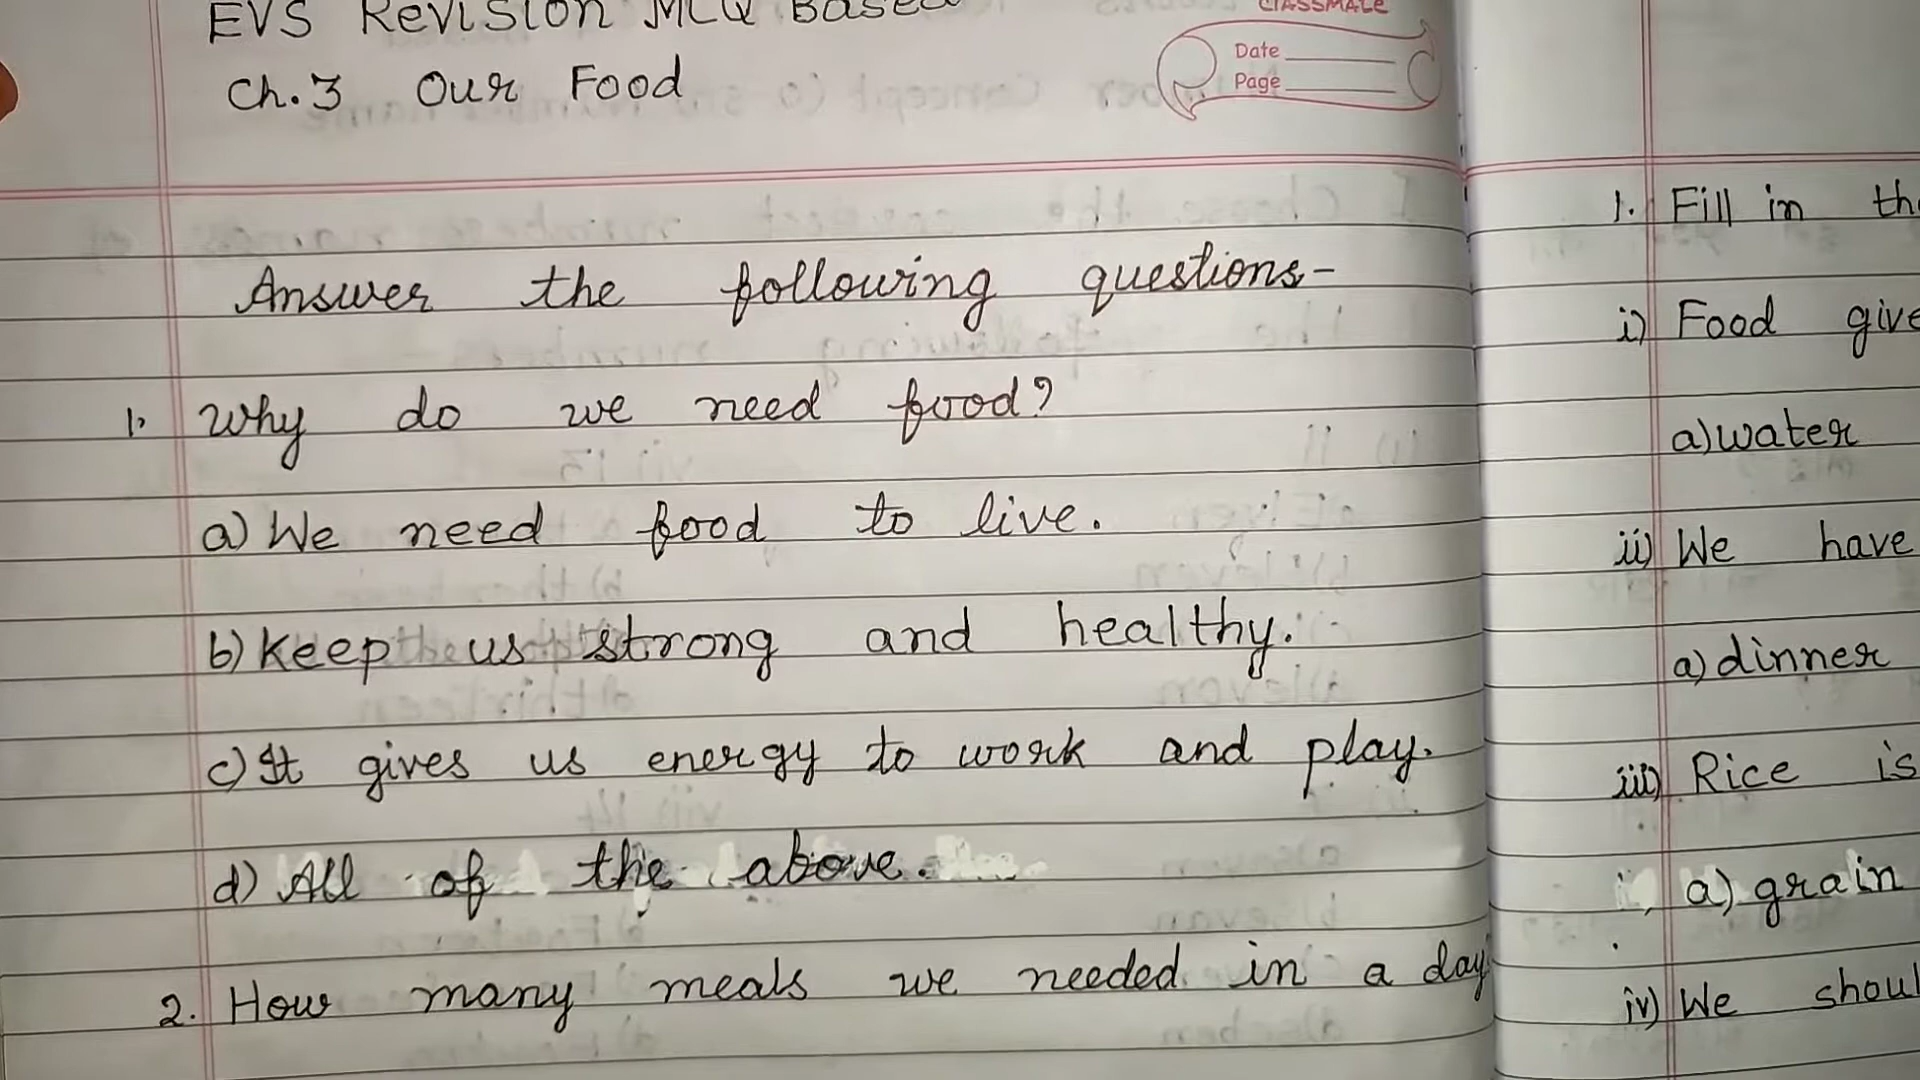 EVS Revision MCQ Based
Ch.3 Our Food
classmate
Date
Page
Answer the following questions-
1. Why do we need food?
a) We need food to live.
b) Keep us strong and healthy.
c) It gives us energy to work and play.
d) All of the above.
2. How many meals we needed in a day
1. Fill in the
i) Food give
a) water
ii) We have
a) dinner
iii) Rice is
a) grain
iv) We shoul